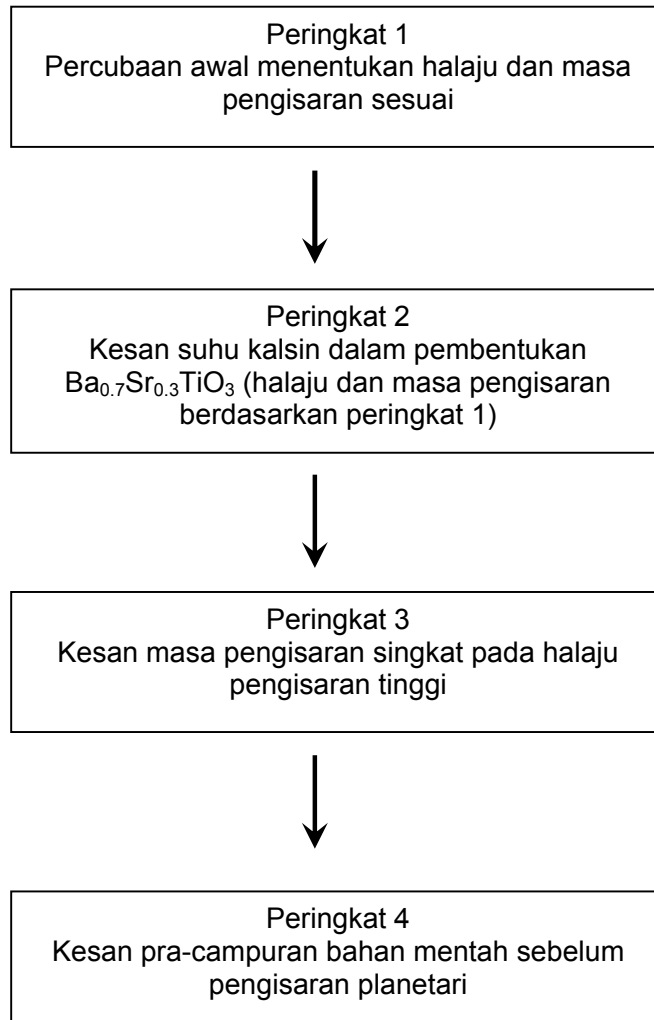 Peringkat 1
Percubaan awal menentukan halaju dan masa
pengisaran sesuai
Peringkat 2
Kesan suhu kalsin dalam pembentukan
Ba₀.₇Sr₀.₃TiO₃ (halaju dan masa pengisaran
berdasarkan peringkat 1)
Peringkat 3
Kesan masa pengisaran singkat pada halaju
pengisaran tinggi
Peringkat 4
Kesan pra-campuran bahan mentah sebelum
pengisaran planetari